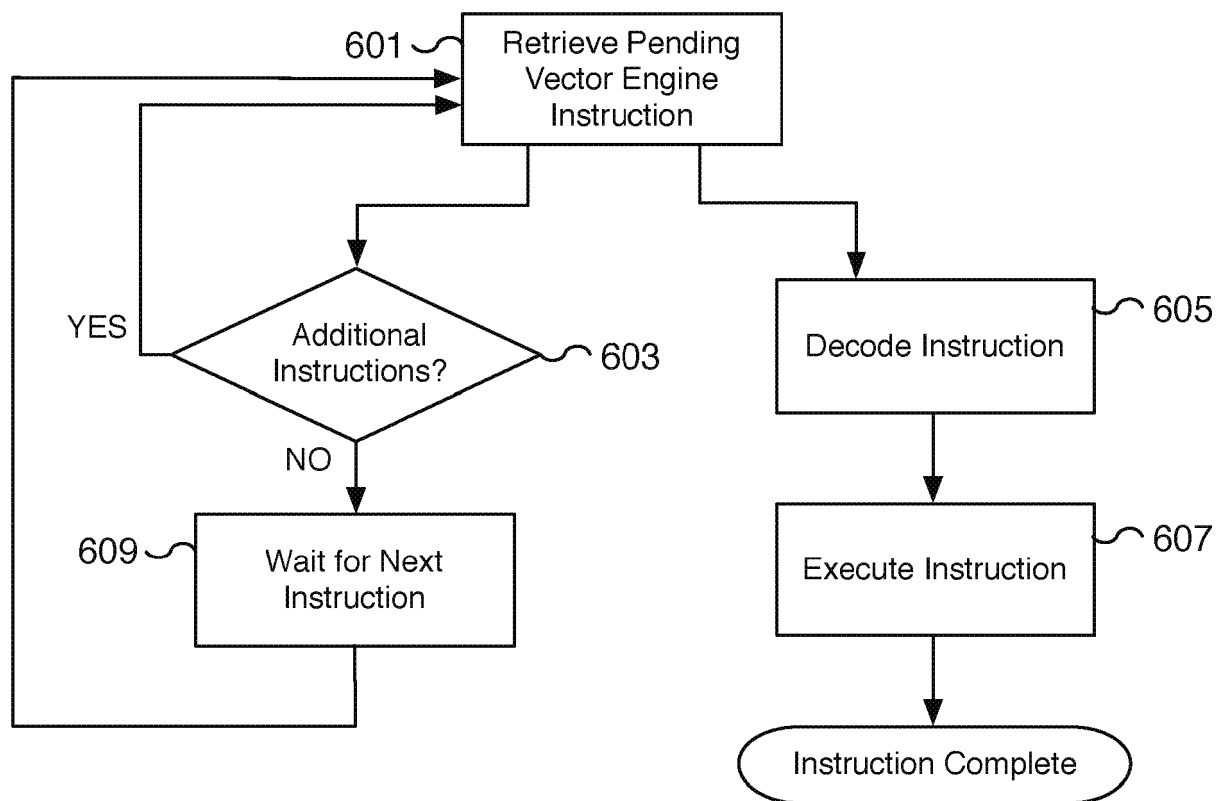 601
Retrieve Pending
Vector Engine
Instruction
YES
Additional
Instructions?
603
605
Decode Instruction
NO
609
Wait for Next
Instruction
607
Execute Instruction
Instruction Complete